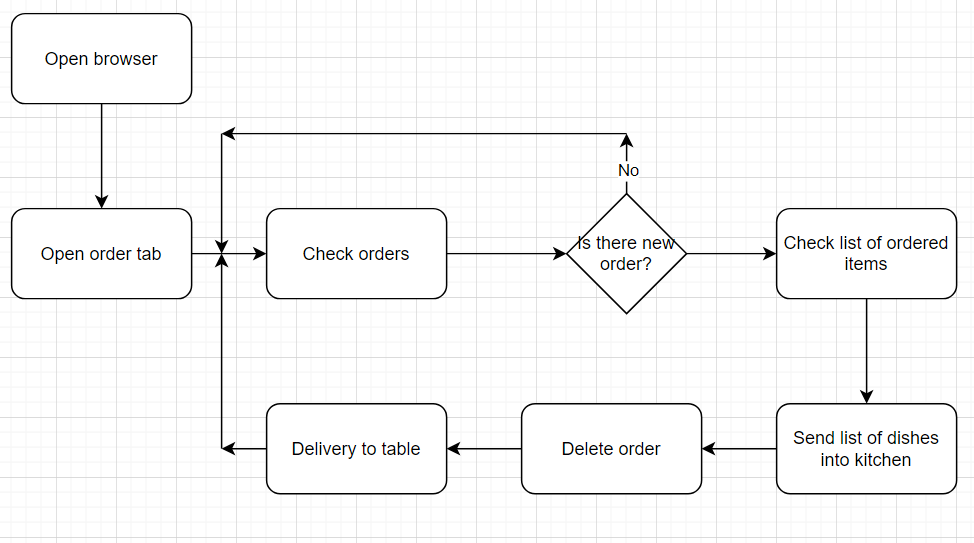 Open browser
No
Open order tab
Check orders
Is there new
order?
Check list of ordered
items
Delivery to table
Delete order
Send list of dishes
into kitchen